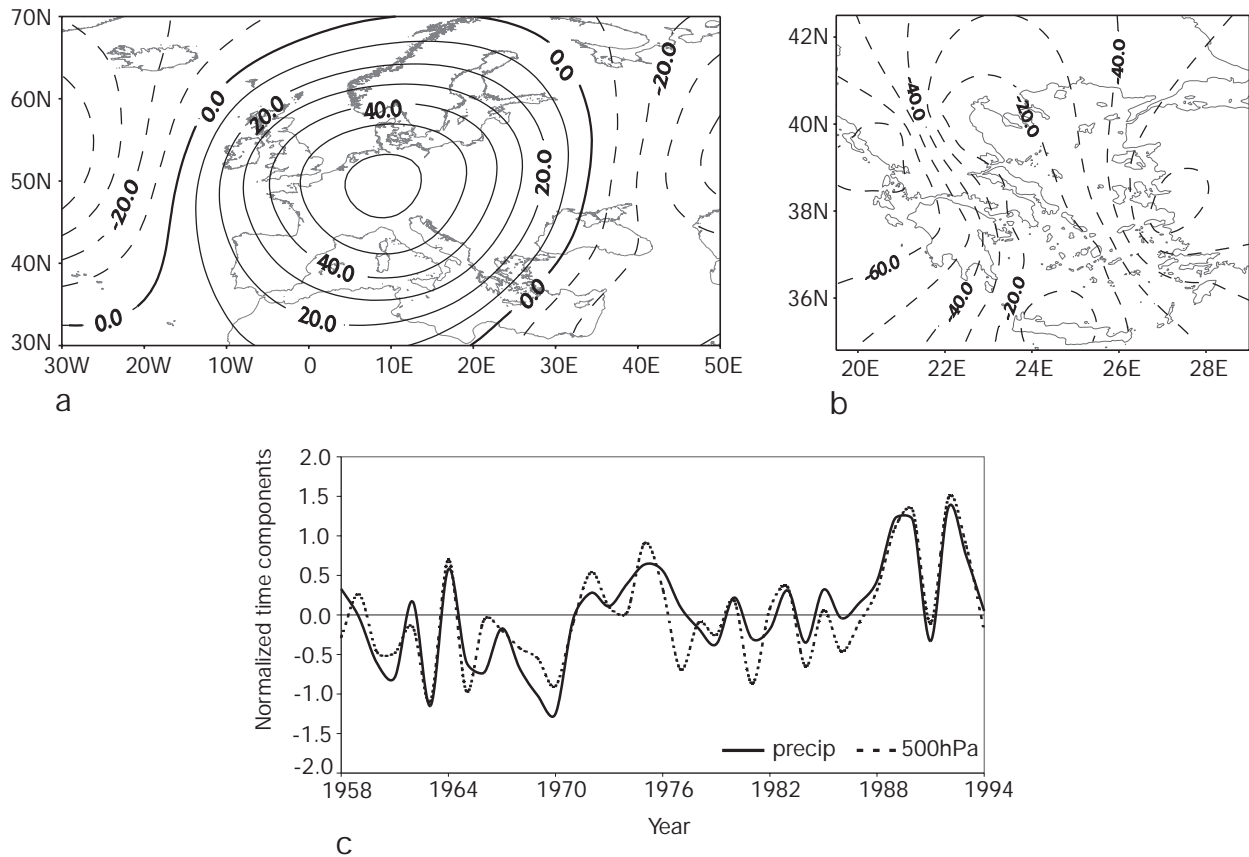 70N
60N
50N
40N
30N
30W 20W 10W 0 10E 20E 30E 40E 50E
0.0
20.0
40.0
0.0
-20.0
-20.0
20.0
40.0
20.0
0.0
0.0
a
42N
40N
38N
36N
20E 22E 24E 26E 28E
-40.0
-40.0
-20.0
-60.0
-40.0
-20.0
b
Normalized time components
2.0
1.5
1.0
0.5
0.0
-0.5
-1.0
-1.5
-2.0
precip 500hPa
1958 1964 1970 1976 1982 1988 1994
Year
c